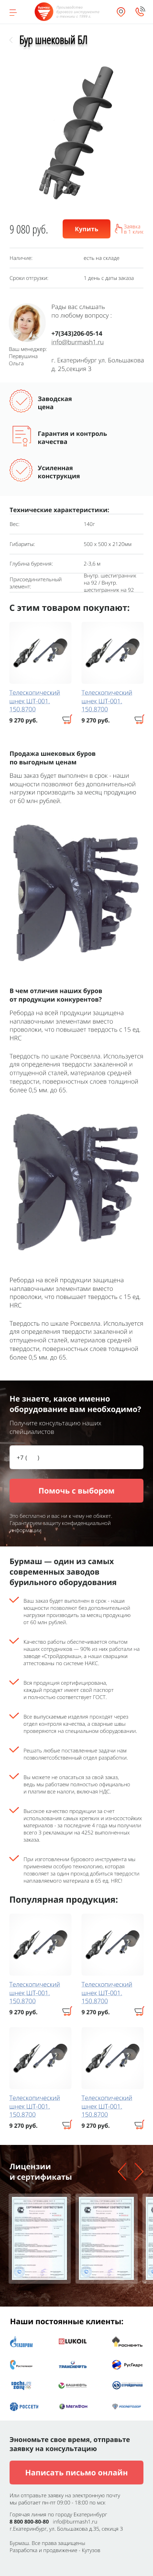 Бур шнековый БЛ
9 080 руб.
Купить
Заявка
в 1 клик
Наличие:
есть на складе
Сроки отгрузки:
1 день с даты заказа
Ваш менеджер:
Первушина
Ольга
Рады вас слышать
по любому вопросу :
+7(343)206-05-14
info@burmash1.ru
г. Екатеринбург ул. Большакова
д. 25,секция 3
Заводская
цена
Гарантия и контроль
качества
Усиленная
конструкция
Технические характеристики:
Вес:
140г
Габариты:
500 x 500 x 2120мм
Глубина бурения:
2-3,6 м
Присоединительный
элемент:
Внутр. шестигранник
на 92 / Внутр.
шестигранник на 92
С этим товаром покупают:
Телескопический
шнек ШТ-001,
150.8700
9 270 руб.
Телескопический
шнек ШТ-001,
150.8700
9 270 руб.
Продажа шнековых буров
по выгодным ценам
Ваш заказ будет выполнен в срок - наши
мощности позволяют без дополнительной
нагрузки производить за месяц продукцию
от 60 млн рублей.
В чем отличия наших буров
от продукции конкурентов?
Реборда на всей продукции защищена
наплавочными элементами вместо
проволоки, что повышает твердость с 15 ед.
HRC
Твердость по шкале Роквелла. Используется
для определения твердости закаленной и
отпущенной сталей, материалов средней
твердости, поверхностных слоев толщиной
более 0,5 мм. до 65.
Реборда на всей продукции защищена
наплавочными элементами вместо
проволоки, что повышает твердость с 15 ед.
HRC
Твердость по шкале Роквелла. Используется
для определения твердости закаленной и
отпущенной сталей, материалов средней
твердости, поверхностных слоев толщиной
более 0,5 мм. до 65.
Не знаете, какое именно
оборудование вам необходимо?
Получите консультацию наших
специалистов
+7 (      )
Помочь с выбором
Это бесплатно и вас ни к чему не обяжет.
Гарантируем защиту конфиденциальной
информации
Бурмаш — один из самых
современных заводов
бурильного оборудования
Ваш заказ будет выполнен в срок - наши
мощности позволяют без дополнительной
нагрузки производить за месяц продукцию
от 60 млн рублей.
Качество работы обеспечивается опытом
наших сотрудников — 90% из них работали на
заводе «Стройдормаш», а наши сварщики
аттестованы по системе НАКС.
Вся продукция сертифицирована,
каждый продукт имеет свой паспорт
и полностью соответствует ГОСТ.
Все выпускаемые изделия проходят через
отдел контроля качества, а сварные швы
проверяются на специальном оборудовании.
Решать любые поставленные задачи нам
позволяет собственный отдел разработки.
Вы можете не опасаться за свой заказ,
ведь мы работаем полностью официально
и платим все налоги, включая НДС.
Высокое качество продукции за счет
использования самых крепких и износостойких
материалов - за последние 4 года мы получили
всего 3 рекламации на 4252 выполненных
заказа.
При изготовлении бурового инструмента мы
применяем особую технологию, которая
позволяет за один проход добиться твердости
наплавляемого материала в 65 ед. HRC!
Популярная продукция:
Телескопический
шнек ШТ-001,
150.8700
9 270 руб.
Телескопический
шнек ШТ-001,
150.8700
9 270 руб.
Телескопический
шнек ШТ-001,
150.8700
9 270 руб.
Телескопический
шнек ШТ-001,
150.8700
9 270 руб.
Лицензии
и сертификаты
Наши постоянные клиенты:
ГАЗПРОМ
LUKOIL
РОСНЕФТЬ
ТРАНСНЕФТЬ
РусГидро
sochi
БАШНЕФТЬ
РОССЕТИ
МЕГАФОН
Экономьте свое время, отправьте
заявку на консультацию
Написать письмо онлайн
Или отправьте заявку на электронную почту
мы работает пн-пт 09:00 - 18:00 по мск
Горячая линия по городу Екатеринбург
8 800 800-80-80 info@burmash1.ru
г.Екатеринбург, ул. Большакова д.35, секция 3
Бурмаш. Все права защищены
Разработка и продвижение - Кутузов